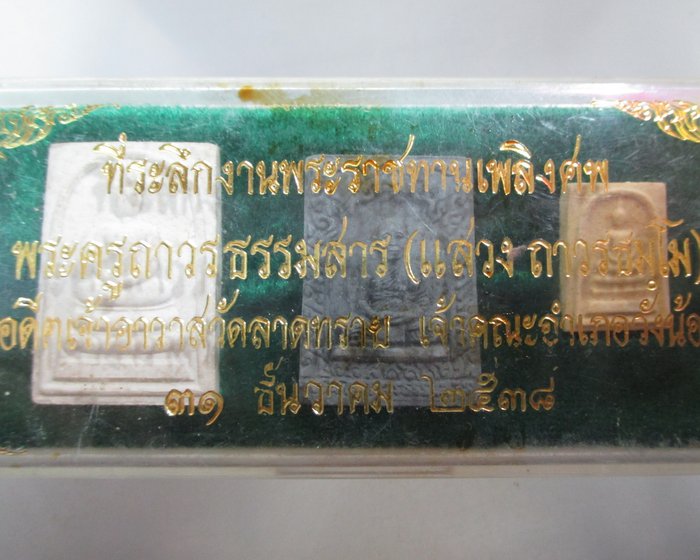 ที่ระลึกงานพระราชทานเพลิงศพ
พระครูถาวรธรรมสาร (แสวง ถาวรธมฺโม)
อดีตเจ้าอาวาสวัดลาดทราย เจ้าคณะอำเภอวังน้อ
๓๑ ธันวาคม ๒๕๓๘